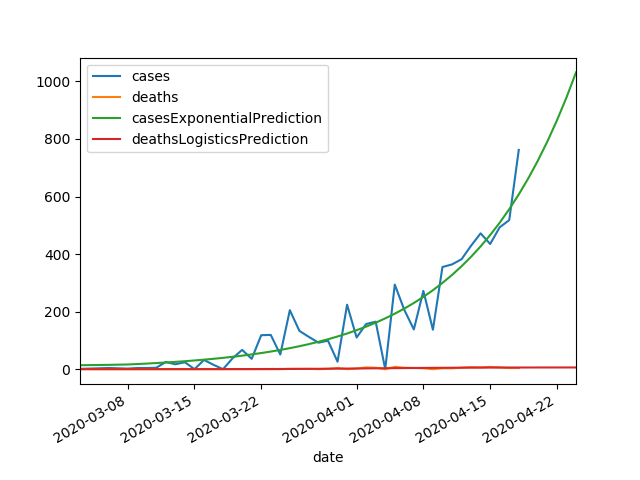 cases
deaths
casesExponentialPrediction
deathsLogisticsPrediction
1000
800
600
400
200
0
2020-03-08
2020-03-15
2020-03-22
2020-04-01
2020-04-08
2020-04-15
2020-04-22
date